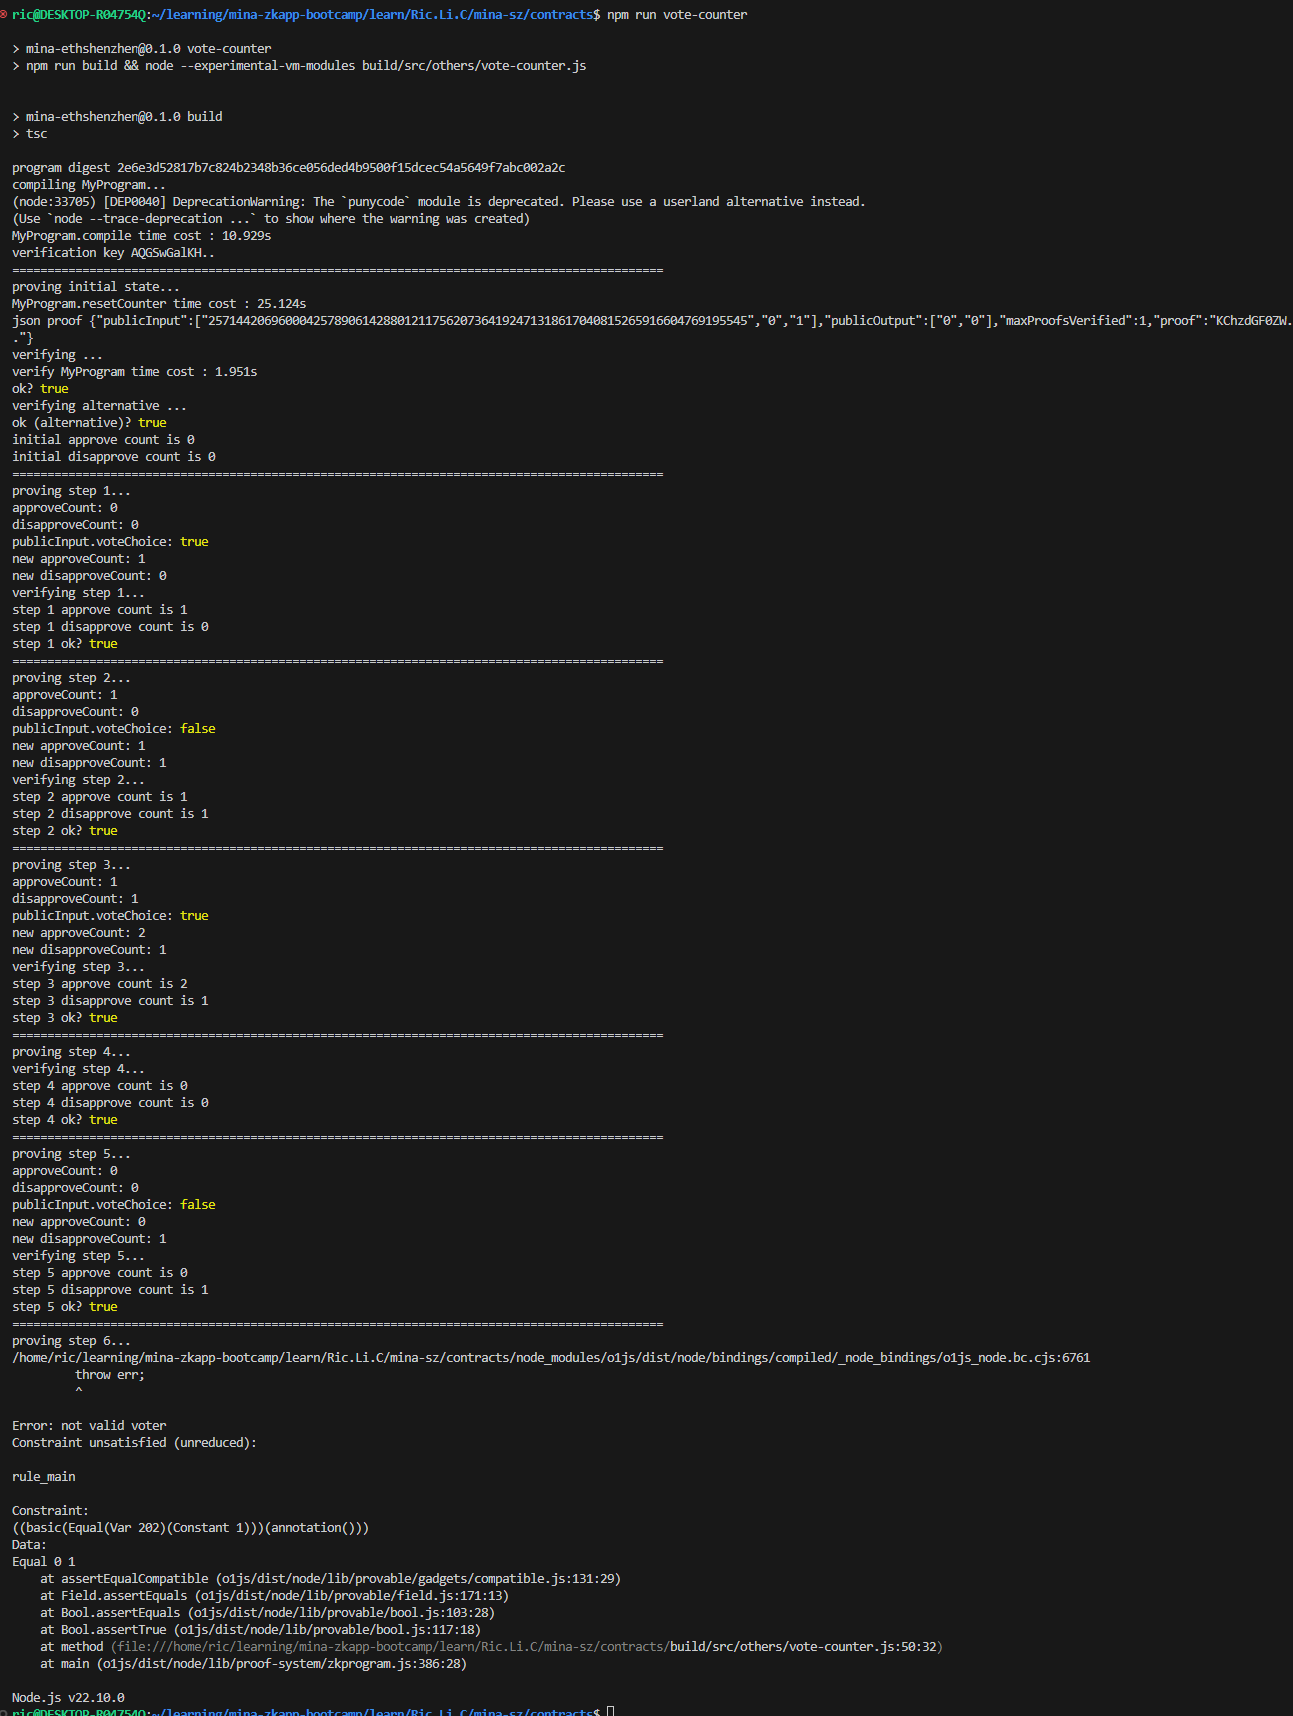 ric@DESKTOP-R04754Q:~/learning/mina-zkapp-bootcamp/learn/Ric.Li.C/mina-sz/contracts$ npm run vote-counter
> mina-ethshenzhen@0.1.0 vote-counter
> npm run build && node --experimental-vm-modules build/src/others/vote-counter.js
> mina-ethshenzhen@0.1.0 build
> tsc
program digest 2e6e3d52817b7c824b2348b36ce056ded4b9500f15dcec54a5649f7abc002a2c
compiling MyProgram...
(node:33705) [DEP0040] DeprecationWarning: The `punycode` module is deprecated. Please use a userland alternative instead.
(Use `node --trace-deprecation ...` to show where the warning was created)
MyProgram.compile time cost : 10.929s
verification key AQGSwGalKH..
=============================================================================================
proving initial state...
MyProgram.resetCounter time cost : 25.124s
json proof {"publicInput":["25714420696000425789061428801211756207364192471318617040815265916604769195545","0","1"],"publicOutput":["0","0"],"maxProofsVerified":1,"proof":"KChzdGF0ZW.
."}
verifying ...
verify MyProgram time cost : 1.951s
ok? true
verifying alternative ...
ok (alternative)? true
initial approve count is 0
initial disapprove count is 0
=============================================================================================
proving step 1...
approveCount: 0
disapproveCount: 0
publicInput.voteChoice: true
new approveCount: 1
new disapproveCount: 0
verifying step 1...
step 1 approve count is 1
step 1 disapprove count is 0
step 1 ok? true
=============================================================================================
proving step 2...
approveCount: 1
disapproveCount: 0
publicInput.voteChoice: false
new approveCount: 1
new disapproveCount: 1
verifying step 2...
step 2 approve count is 1
step 2 disapprove count is 1
step 2 ok? true
=============================================================================================
proving step 3...
approveCount: 1
disapproveCount: 1
publicInput.voteChoice: true
new approveCount: 2
new disapproveCount: 1
verifying step 3...
step 3 approve count is 2
step 3 disapprove count is 1
step 3 ok? true
=============================================================================================
proving step 4...
verifying step 4...
step 4 approve count is 0
step 4 disapprove count is 0
step 4 ok? true
=============================================================================================
proving step 5...
approveCount: 0
disapproveCount: 0
publicInput.voteChoice: false
new approveCount: 0
new disapproveCount: 1
verifying step 5...
step 5 approve count is 0
step 5 disapprove count is 1
step 5 ok? true
=============================================================================================
proving step 6...
/home/ric/learning/mina-zkapp-bootcamp/learn/Ric.Li.C/mina-sz/contracts/node_modules/o1js/dist/node/bindings/compiled/_node_bindings/o1js_node.bc.cjs:6761
throw err;
^
Error: not valid voter
Constraint unsatisfied (unreduced):
rule_main
Constraint:
((basic(Equal(Var 202)(Constant 1)))(annotation()))
Data:
Equal 0 1
at assertEqualCompatible (o1js/dist/node/lib/provable/gadgets/compatible.js:131:29)
at Field.assertEquals (o1js/dist/node/lib/provable/field.js:171:13)
at Bool.assertEquals (o1js/dist/node/lib/provable/bool.js:103:28)
at Bool.assertTrue (o1js/dist/node/lib/provable/bool.js:117:18)
at method (file:///home/ric/learning/mina-zkapp-bootcamp/learn/Ric.Li.C/mina-sz/contracts/build/src/others/vote-counter.js:50:32)
at main (o1js/dist/node/lib/proof-system/zkprogram.js:386:28)
Node.js v22.10.0
ric@DESKTOP-R04754Q:~/learning/mina-zkapp-bootcamp/learn/Ric.Li.C/mina-sz/contracts$